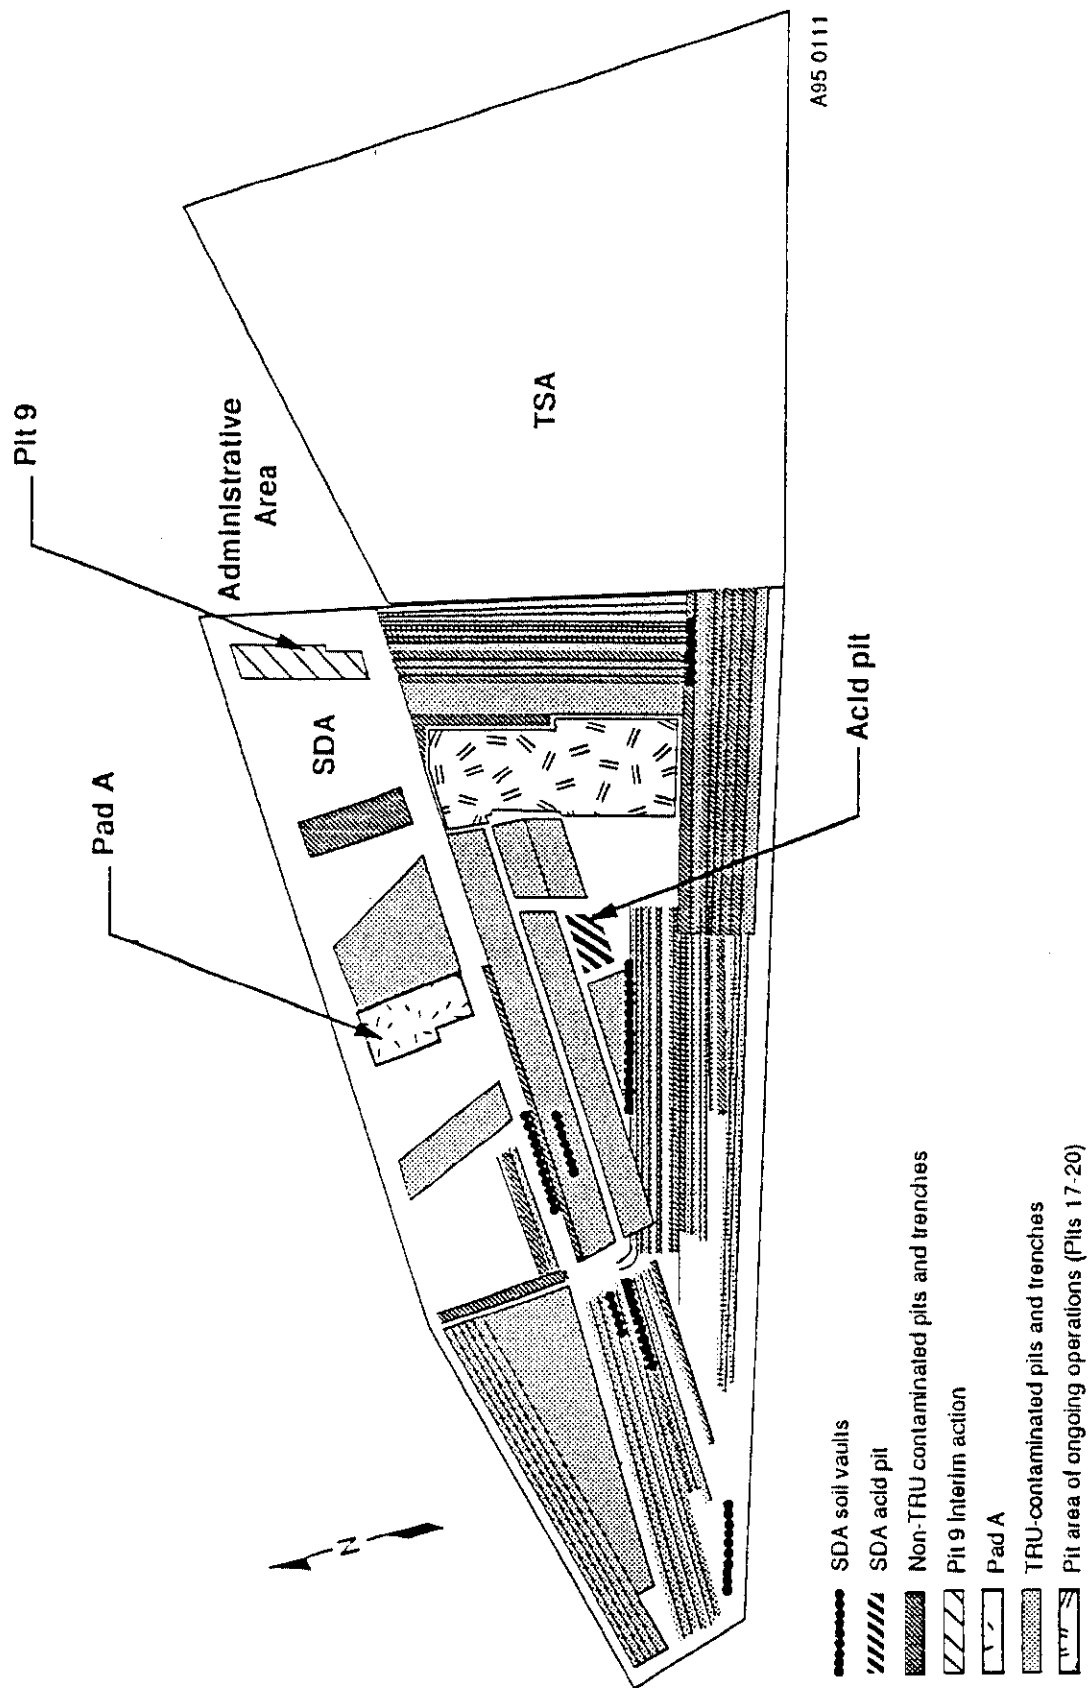 Pit 9
Administrative
Area
Pad A
SDA
TSA
Acid pit
N
SDA soil vaults
SDA acid pit
Non-TRU contaminated pits and trenches
Pit 9 Interim action
Pad A
TRU-contaminated pits and trenches
Pit area of ongoing operations (Pits 17-20)
A95 0111